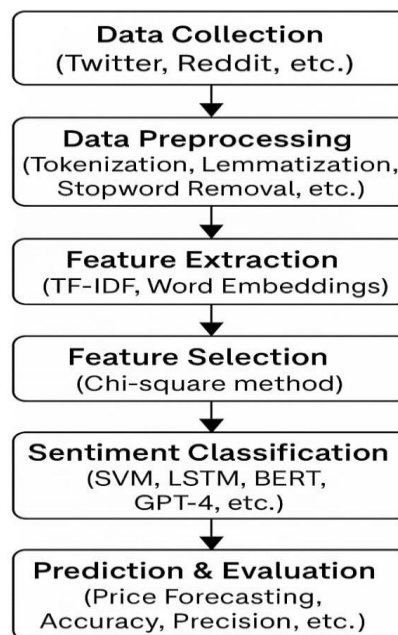 Data Collection
(Twitter, Reddit, etc.)
Data Preprocessing
(Tokenization, Lemmatization,
Stopword Removal, etc.)
Feature Extraction
(TF-IDF, Word Embeddings)
Feature Selection
(Chi-square method)
Sentiment Classification
(SVM, LSTM, BERT,
GPT-4, etc.)
Prediction & Evaluation
(Price Forecasting,
Accuracy, Precision, etc.)